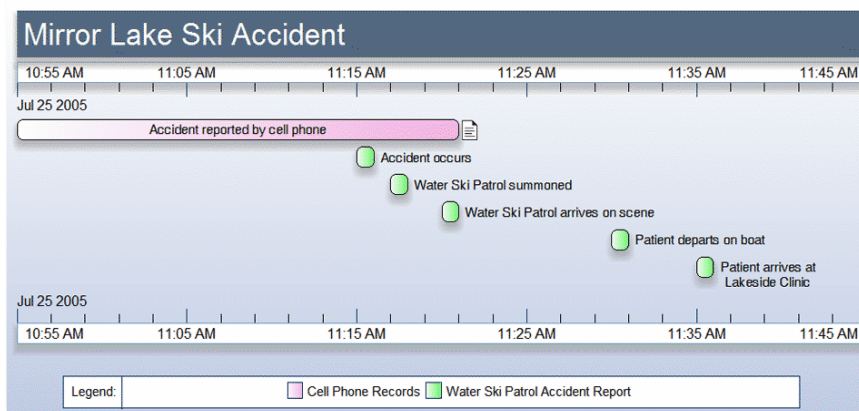 Mirror Lake Ski Accident
10:55 AM 11:05 AM 11:15 AM 11:25 AM 11:35 AM 11:45 AM
Jul 25 2005
Accident reported by cell phone
Accident occurs
Water Ski Patrol summoned
Water Ski Patrol arrives on scene
Patient departs on boat
Patient arrives at
Lakeside Clinic
Jul 25 2005
10:55 AM 11:05 AM 11:15 AM 11:25 AM 11:35 AM 11:45 AM
Legend: Cell Phone Records Water Ski Patrol Accident Report